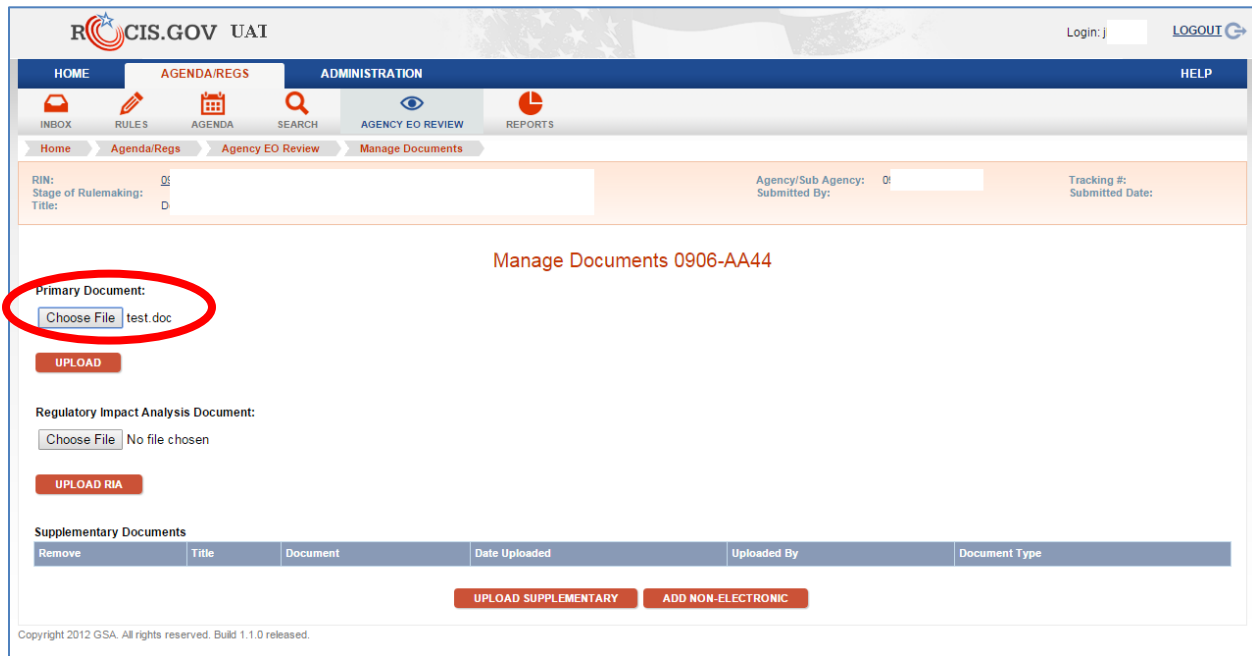 ROCIS.GOV UAI
Login: j LOGOUT
HOME AGENDA/REGS ADMINISTRATION HELP
INBOX RULES AGENDA SEARCH AGENCY EO REVIEW REPORTS
Home Agenda/Regs Agency EO Review Manage Documents
RIN: 09 Agency/Sub Agency: 09 Tracking #:
Stage of Rulemaking: Submitted By: Submitted Date:
Title: D
Manage Documents 0906-AA44
Primary Document:
Choose File test.doc
UPLOAD
Regulatory Impact Analysis Document:
Choose File No file chosen
UPLOAD RIA
Supplementary Documents
Remove Title Document Date Uploaded Uploaded By Document Type
UPLOAD SUPPLEMENTARY ADD NON-ELECTRONIC
Copyright 2012 GSA. All rights reserved. Build 1.1.0 released.